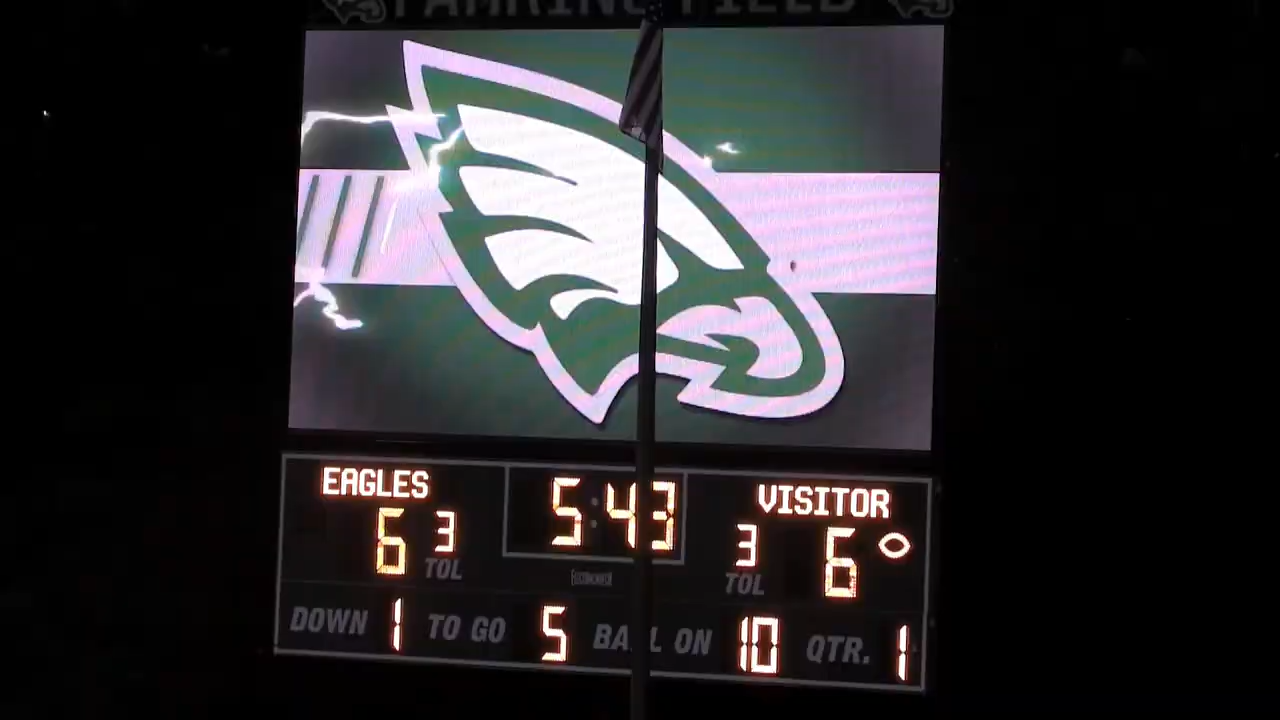 FIELD
EAGLES 5:43 VISITOR
6 3 3 6
TOL TOL
DOWN 1 TO GO 5 BALL ON 10 QTR. 1